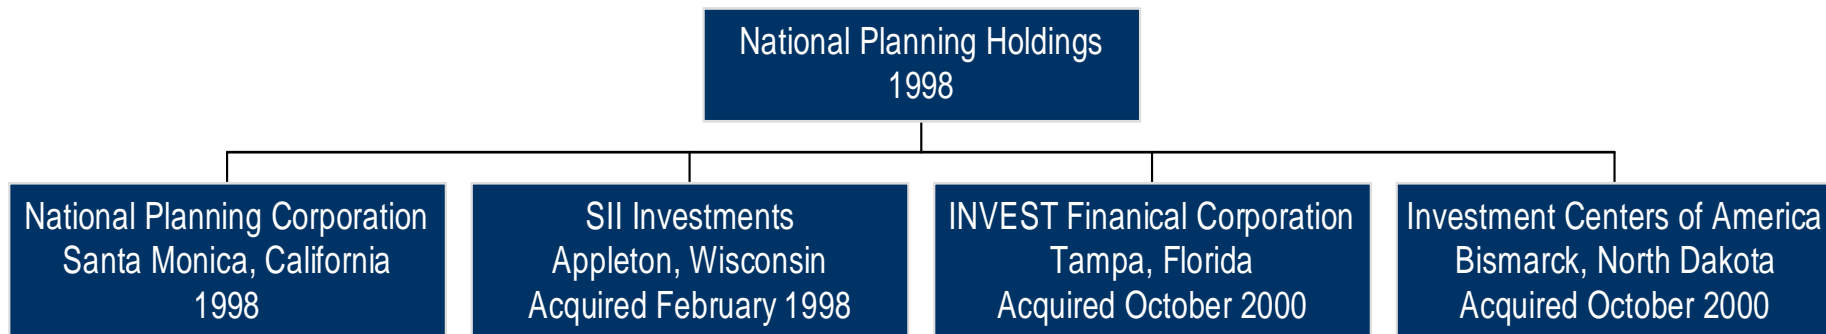 National Planning Holdings
1998
National Planning Corporation
Santa Monica, California
1998
SII Investments
Appleton, Wisconsin
Acquired February 1998
INVEST Finanical Corporation
Tampa, Florida
Acquired October 2000
Investment Centers of America
Bismarck, North Dakota
Acquired October 2000